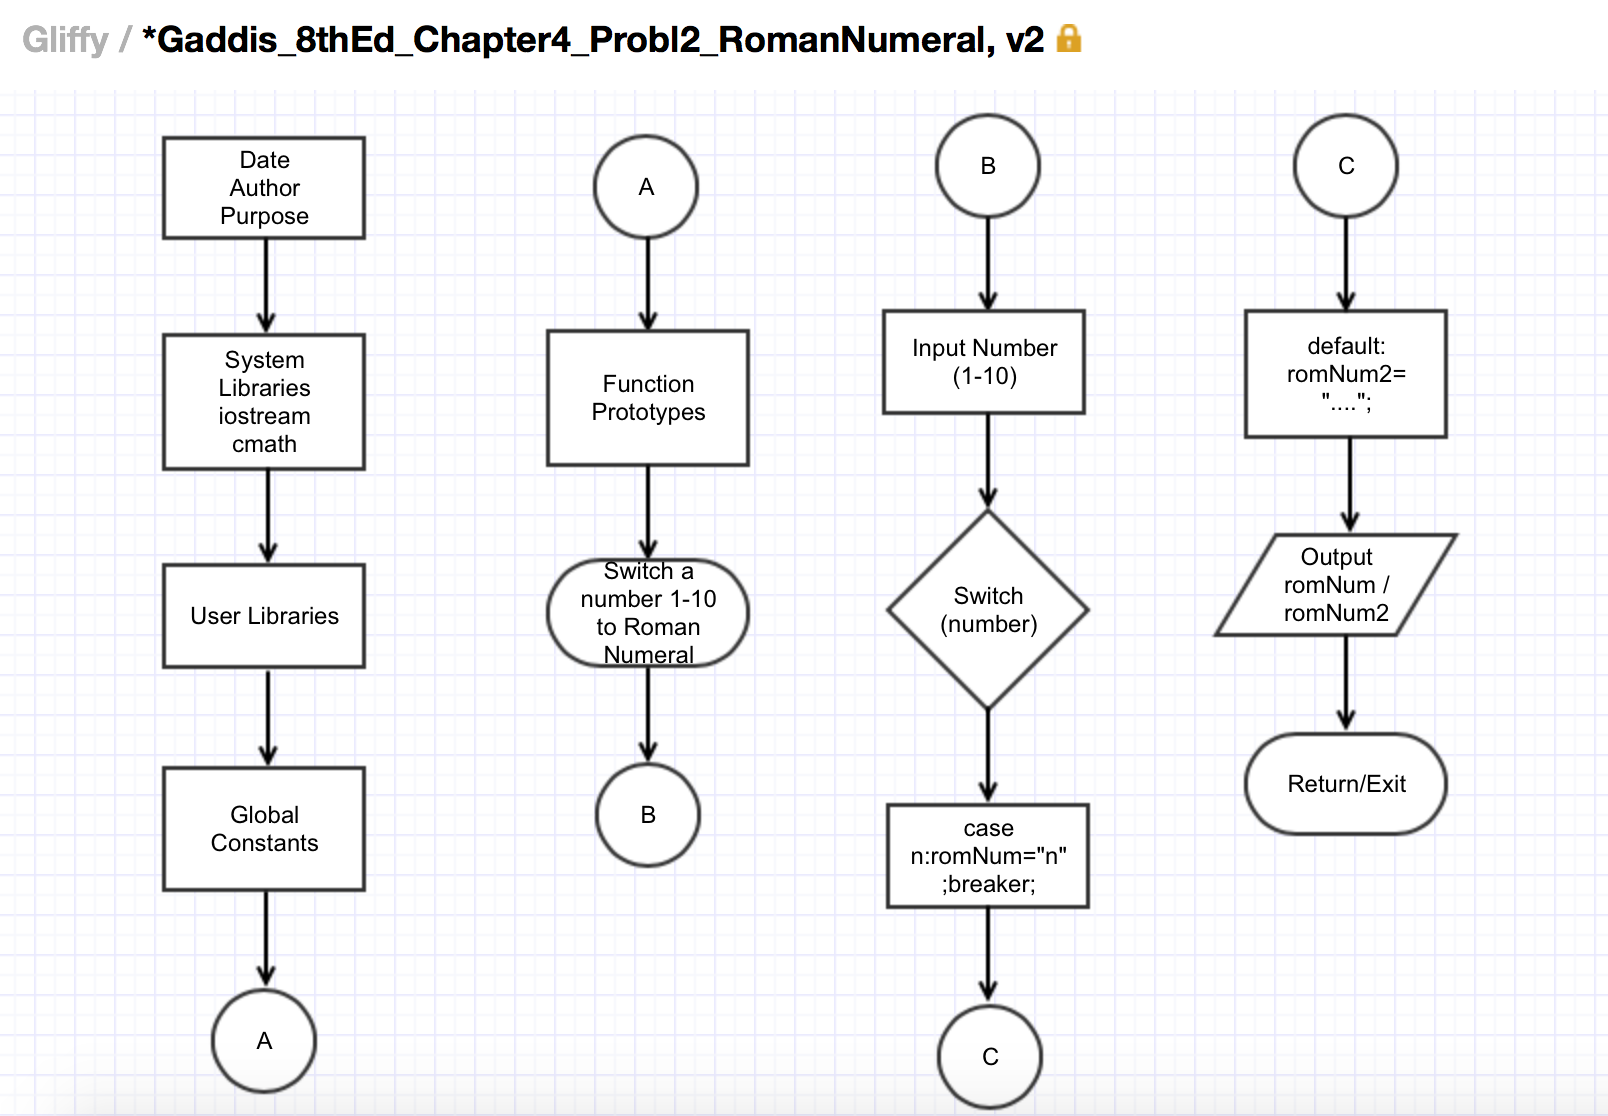 Gliffy / *Gaddis_8thEd_Chapter4_Probl2_RomanNumeral, v2
Date
Author
Purpose
System
Libraries
iostream
cmath
User Libraries
Global
Constants
A
A
Function
Prototypes
Switch a
number 1-10
to Roman
Numeral
B
B
Input Number
(1-10)
Switch
(number)
case
n:romNum="n"
;breaker;
C
C
default:
romNum2=
"....";
Output
romNum /
romNum2
Return/Exit